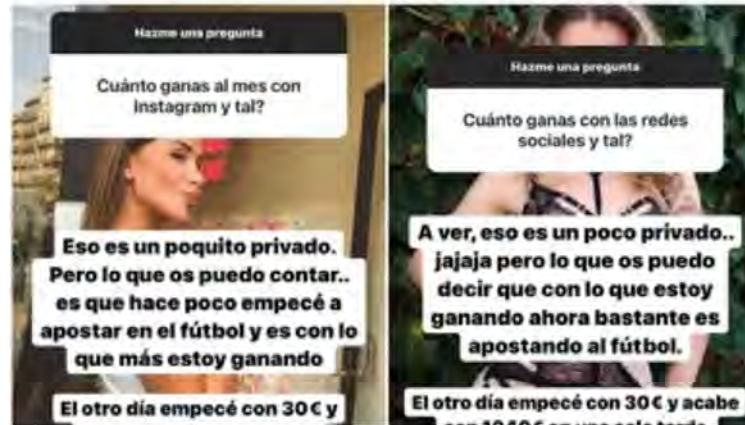 Hazme una pregunta
Cuánto ganas al mes con
Instagram y tal?
Eso es un poquito privado.
Pero lo que os puedo contar..
es que hace poco empecé a
apostar en el fútbol y es con lo
que más estoy ganando
El otro día empecé con 30€ y
Hazme una pregunta
Cuánto ganas con las redes
sociales y tal?
A ver, eso es un poco privado..
jajaja pero lo que os puedo
decir que con lo que estoy
ganando ahora bastante es
apostando al fútbol.
El otro día empecé con 30€ y acabe